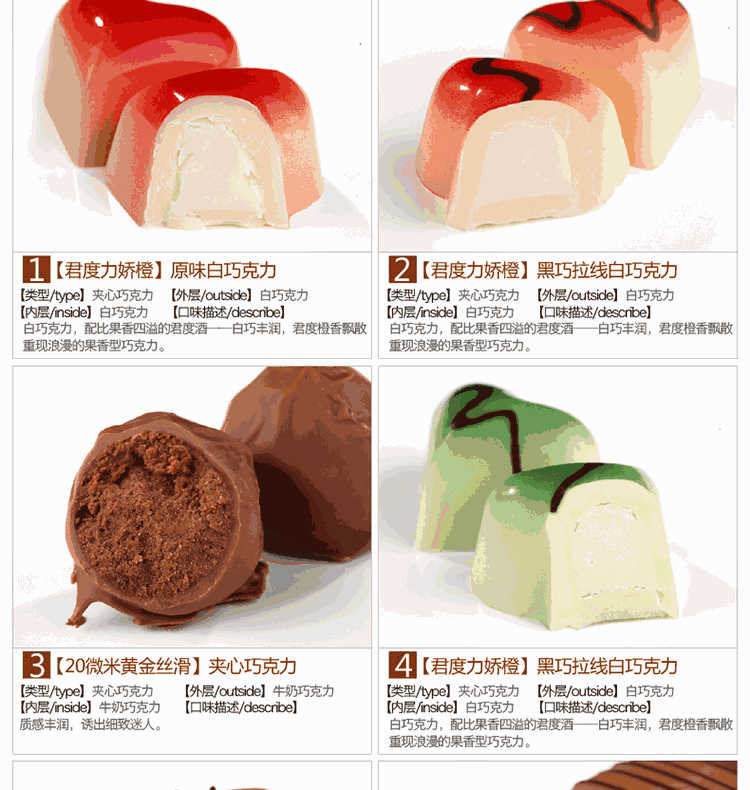 1【君度力娇橙】原味白巧克力
【类型/type】夹心巧克力 【外层/outside】白巧克力
【内层/inside】白巧克力 【口味描述/describe】
白巧克力，配比果香四溢的君度酒——白巧丰润，君度橙香飘散
重现浪漫的果香型巧克力。
2【君度力娇橙】黑巧拉线白巧克力
【类型/type】夹心巧克力 【外层/outside】白巧克力
【内层/inside】白巧克力 【口味描述/describe】
白巧克力，配比果香四溢的君度酒——白巧丰润，君度橙香飘散
重现浪漫的果香型巧克力。
3【20微米黄金丝滑】夹心巧克力
【类型/type】夹心巧克力 【外层/outside】牛奶巧克力
【内层/inside】牛奶巧克力 【口味描述/describe】
质感丰润，诱出细致迷人。
4【君度力娇橙】黑巧拉线白巧克力
【类型/type】夹心巧克力 【外层/outside】白巧克力
【内层/inside】白巧克力 【口味描述/describe】
白巧克力，配比果香四溢的君度酒——白巧丰润，君度橙香飘散
重现浪漫的果香型巧克力。